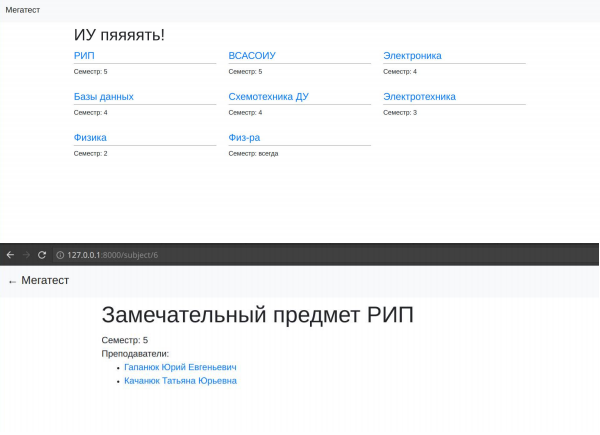 Мегатест
ИУ пяяяять!
РИП ВСАСОИУ Электроника
Семестр: 5 Семестр: 5 Семестр: 4
Базы данных Схемотехника ДУ Электротехника
Семестр: 4 Семестр: 4 Семестр: 3
Физика Физ-ра
Семестр: 2 Семестр: всегда
127.0.0.1:8000/subject/6
← Мегатест
Замечательный предмет РИП
Семестр: 5
Преподаватели:
• Гапанюк Юрий Евгеньевич
• Качанюк Татьяна Юрьевна